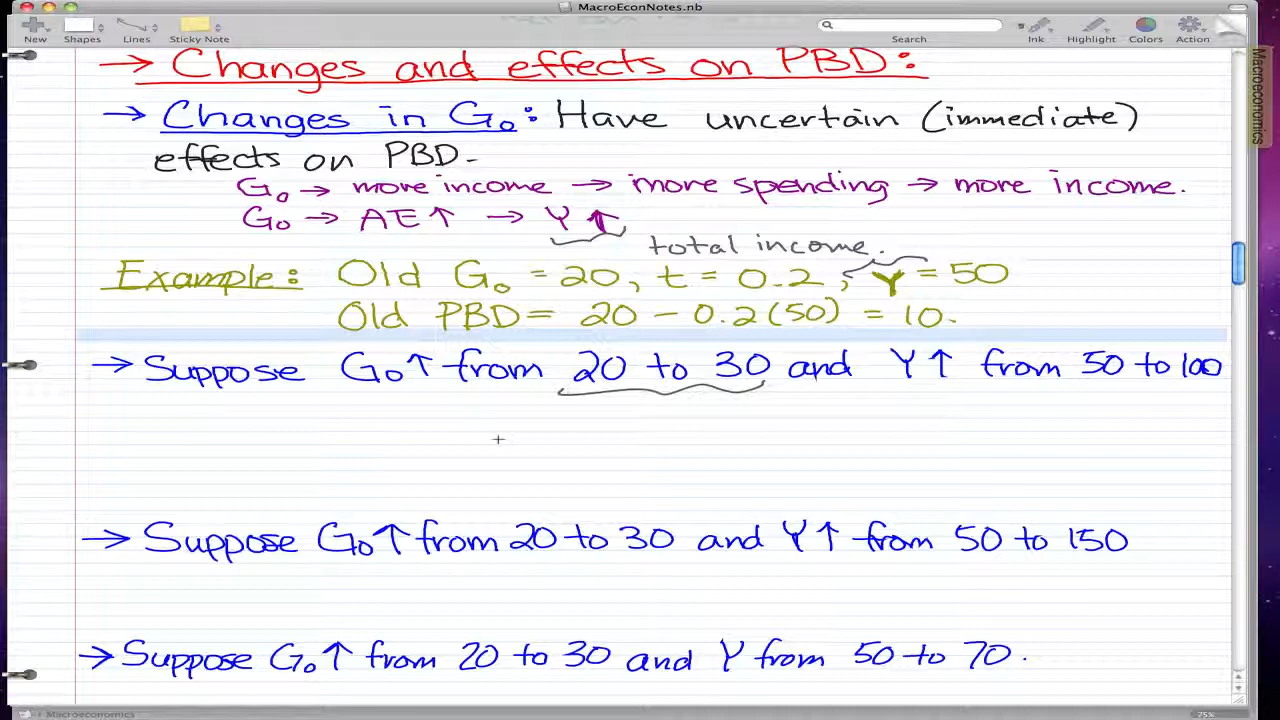 MacroEconNotes.nb
New Shapes Lines Sticky Note Search Ink Highlight Colors Action
Macroeconomics
→ Changes and effects on PBD:
→ Changes in G₀: Have uncertain (immediate)
effects on PBD.
G₀ → more income → more spending → more income.
G₀ → AE↑ → Y↑
total income.
Example: Old G₀ = 20, t = 0.2, Y = 50
Old PBD = 20 - 0.2(50) = 10.
→ Suppose G₀↑ from 20 to 30 and Y↑ from 50 to 100
→ Suppose G₀↑ from 20 to 30 and Y↑ from 50 to 150
→ Suppose G₀↑ from 20 to 30 and Y from 50 to 70.
Macroeconomics
75%